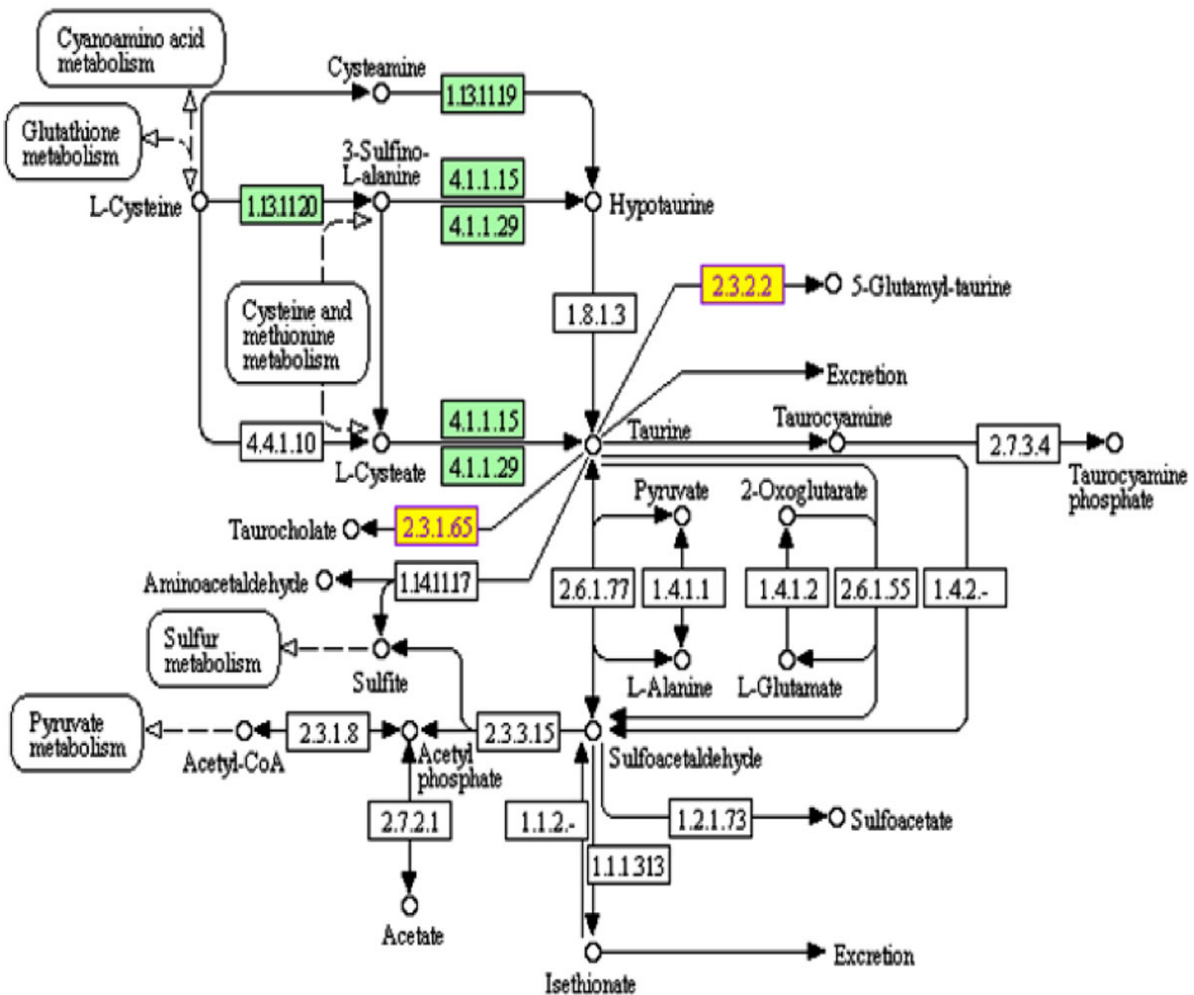 Cyanoamino acid
metabolism
Cysteamine
1.13.11.19
Glutathione
metabolism
3-Sulfino-
L-alanine
4.1.1.15
L-Cysteine
1.13.11.20
Hypotaurine
4.1.1.29
2.3.2.2
5-Glutamyl-taurine
Cysteine and
methionine
metabolism
1.8.1.3
Excretion
4.1.1.15
Taurine
Taurocyamine
4.4.1.10
2.7.3.4
L-Cysteate
4.1.1.29
Taurocyamine
phosphate
Pyruvate
2-Oxoglutarate
Taurocholate
2.3.1.65
Aminoacetaldehyde
1.14.11.17
2.6.1.77
1.4.1.1
1.4.1.2
2.6.1.55
1.4.2.-
Sulfur
metabolism
Sulfite
L-Alanine
L-Glutamate
Pyruvate
metabolism
2.3.1.8
2.3.3.15
Acetyl-CoA
Acetyl
phosphate
Sulfoacetaldehyde
2.7.2.1
1.1.2.-
1.2.1.73
Sulfoacetate
1.1.1.313
Acetate
Excretion
Isethionate